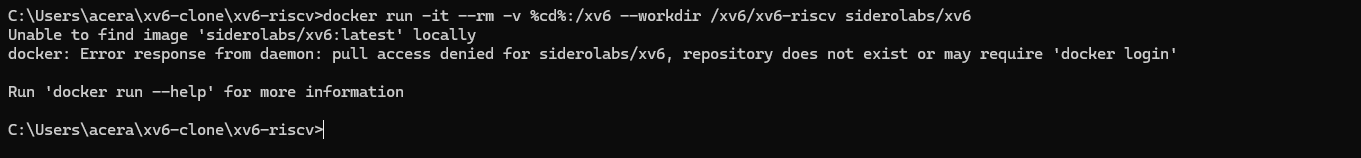 C:\Users\acera\xv6-clone\xv6-riscv>docker run -it --rm -v %cd%:/xv6 --workdir /xv6/xv6-riscv siderolabs/xv6
Unable to find image 'siderolabs/xv6:latest' locally
docker: Error response from daemon: pull access denied for siderolabs/xv6, repository does not exist or may require 'docker login'
Run 'docker run --help' for more information
C:\Users\acera\xv6-clone\xv6-riscv>